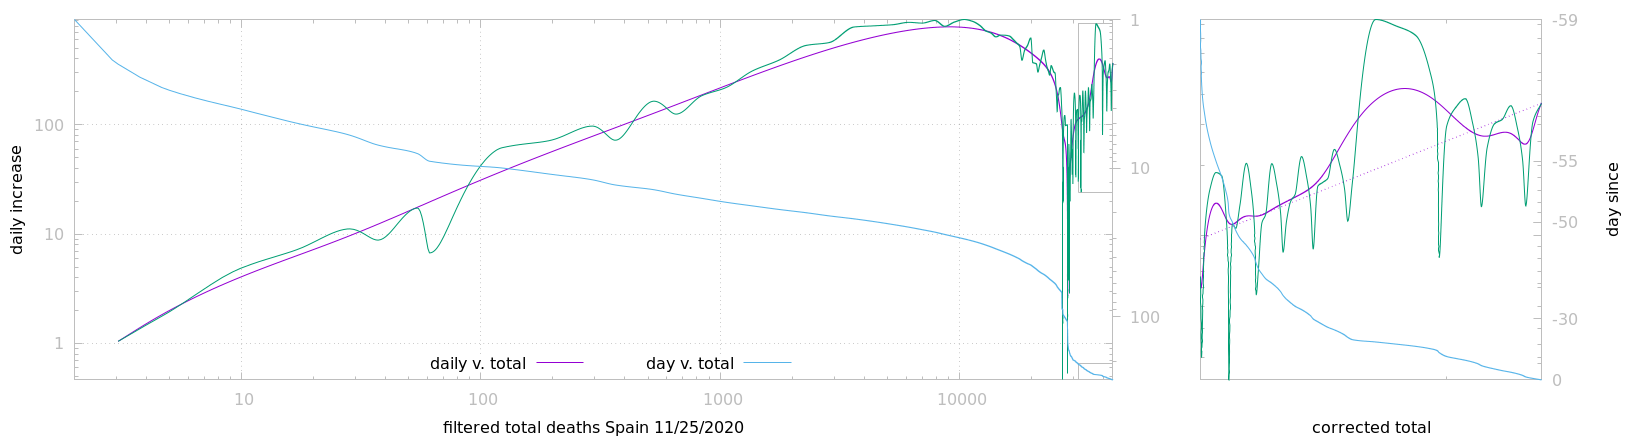 daily increase
100
10
1
10
100
1000
10000
filtered total deaths Spain 11/25/2020
daily v. total
day v. total
1
10
100
-59
-55
-50
-30
0
day since
corrected total